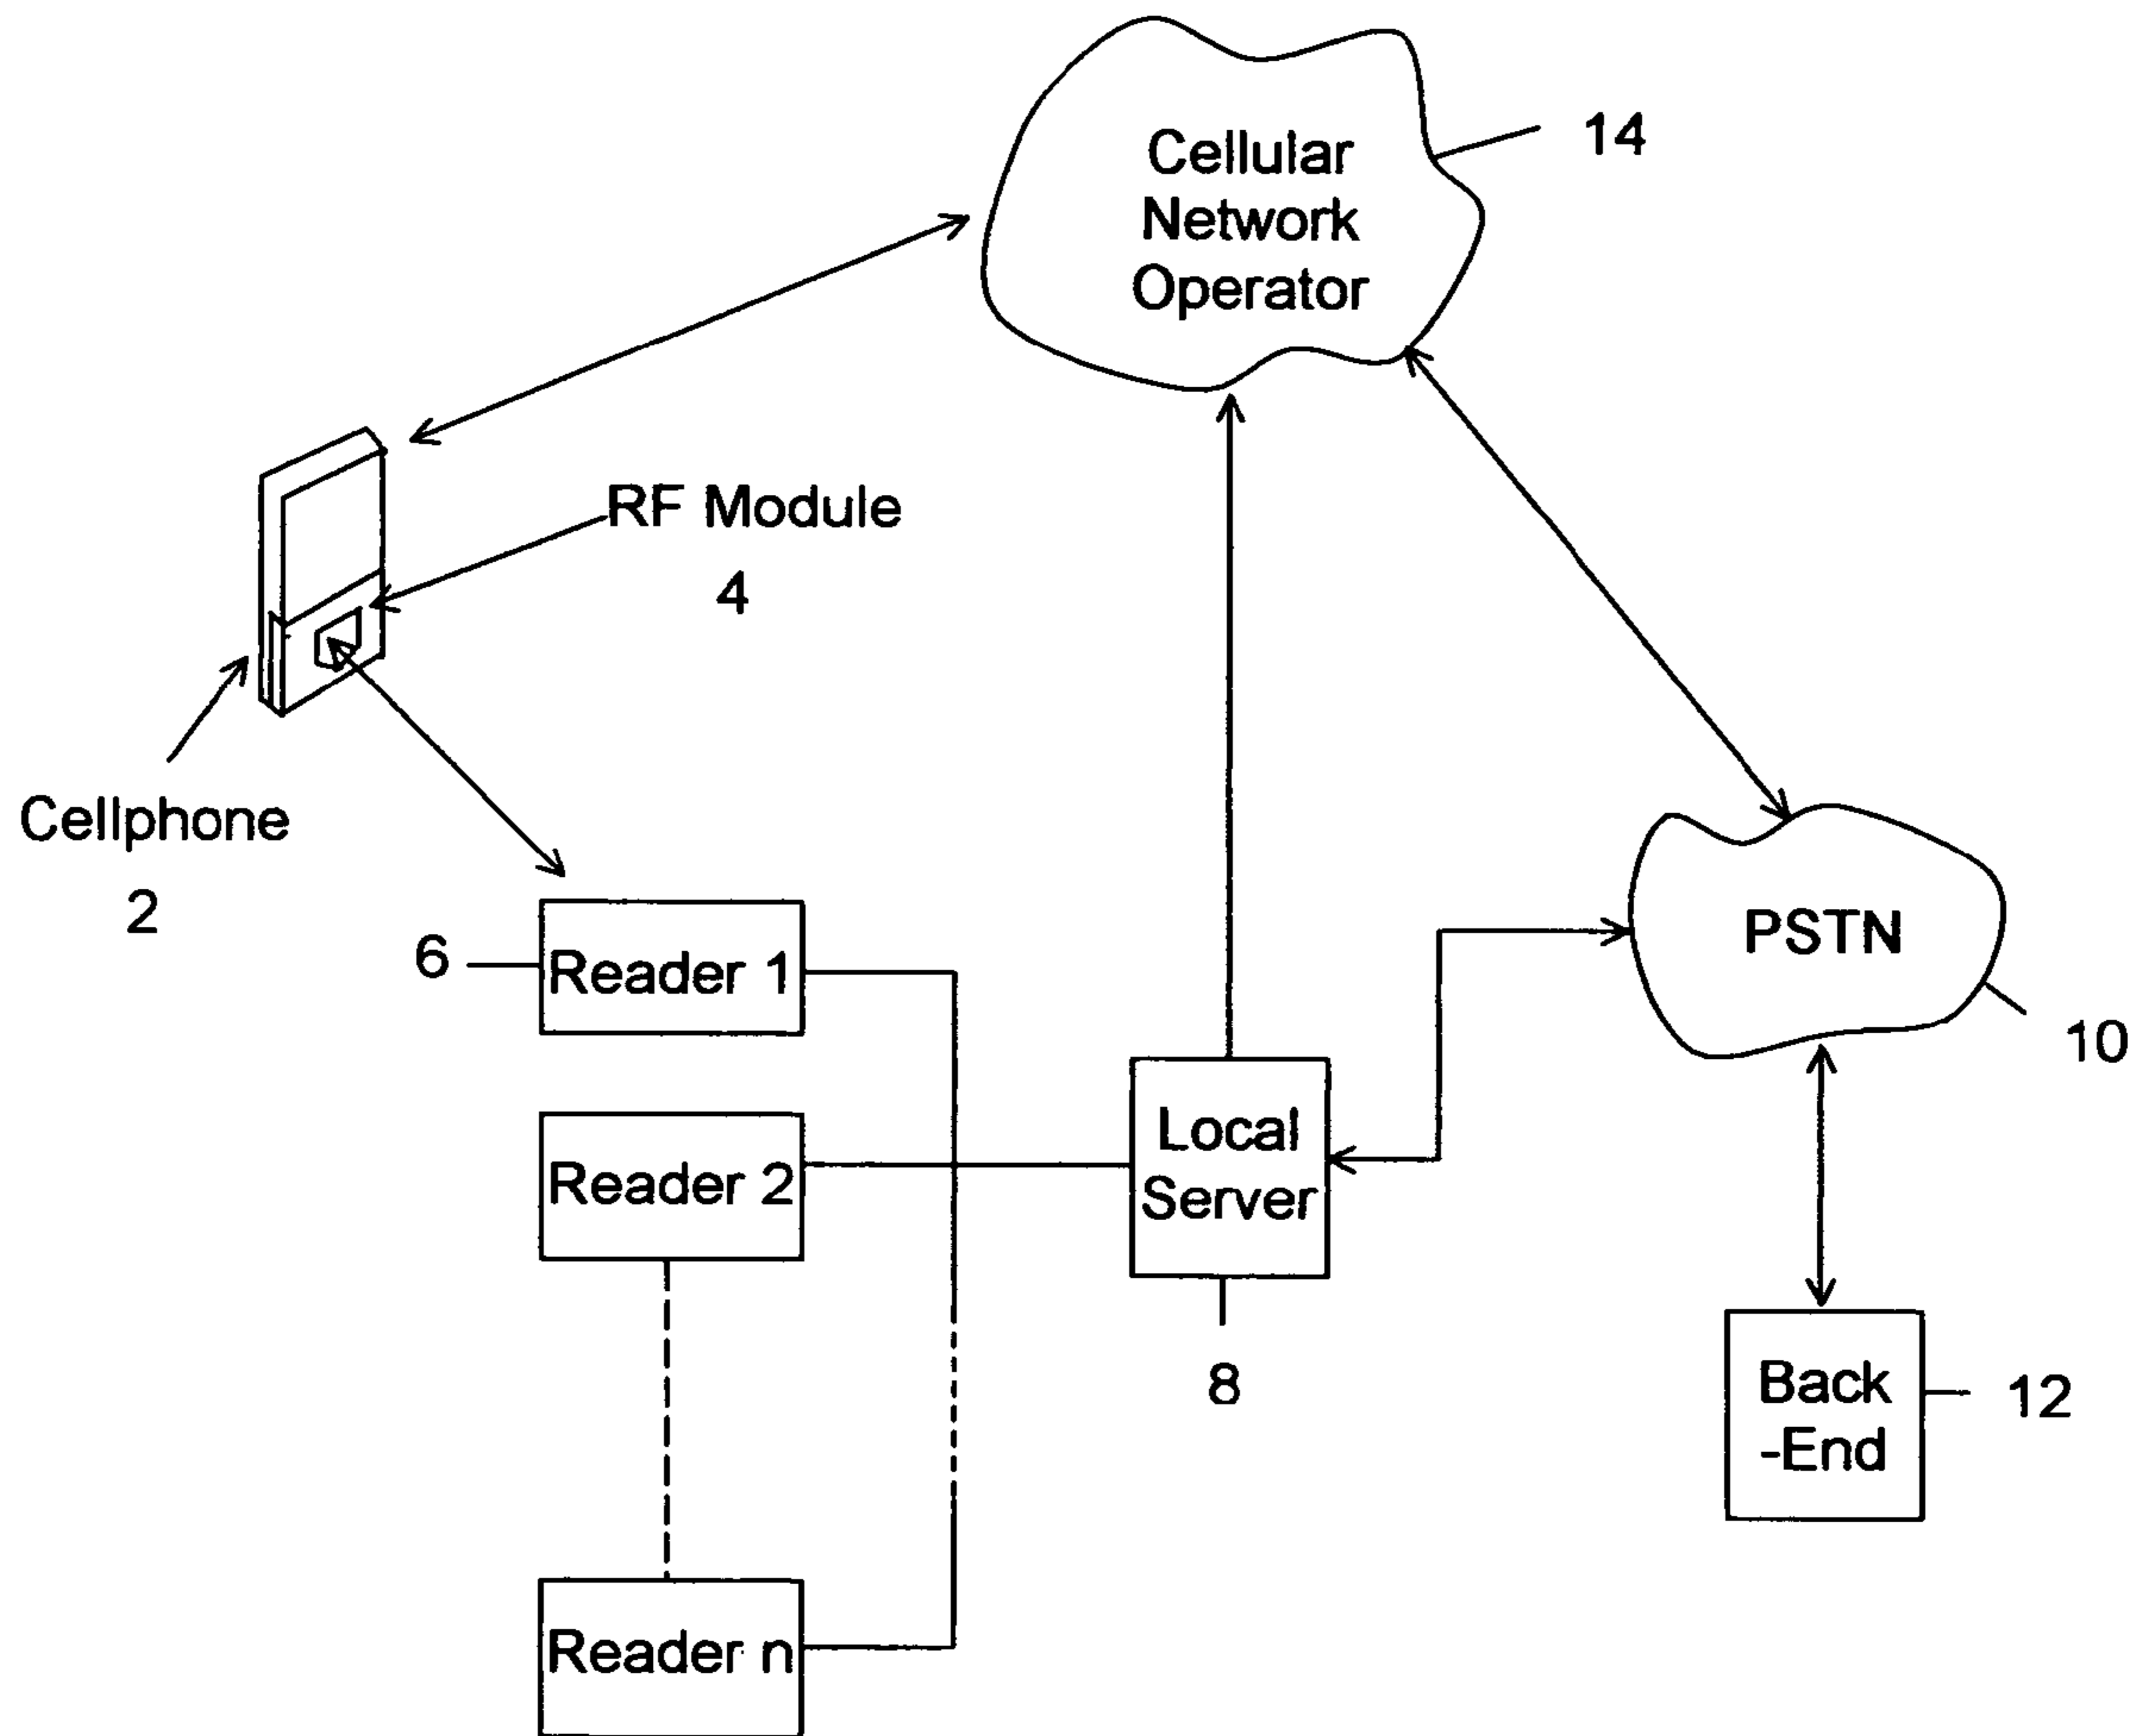 Cellular
Network
Operator
14
RF Module
4
Cellphone
2
6
Reader 1
PSTN
10
Local
Server
Reader 2
8
Back
-End
12
Reader n